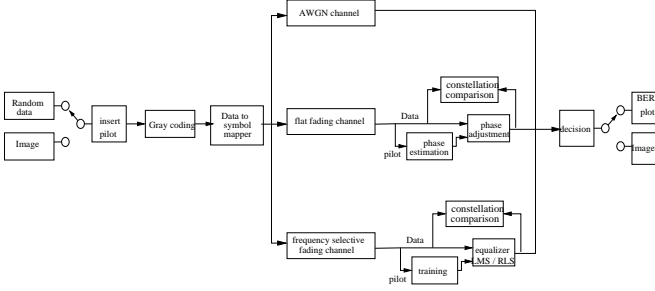 AWGN channel
Random
data
Image
insert
pilot
Gray coding
Data to
symbol
mapper
flat fading channel
Data
pilot
phase
estimation
phase
adjustment
constellation
comparison
decision
BER
plot
Image
frequency selective
fading channel
Data
pilot
training
equalizer
LMS / RLS
constellation
comparison